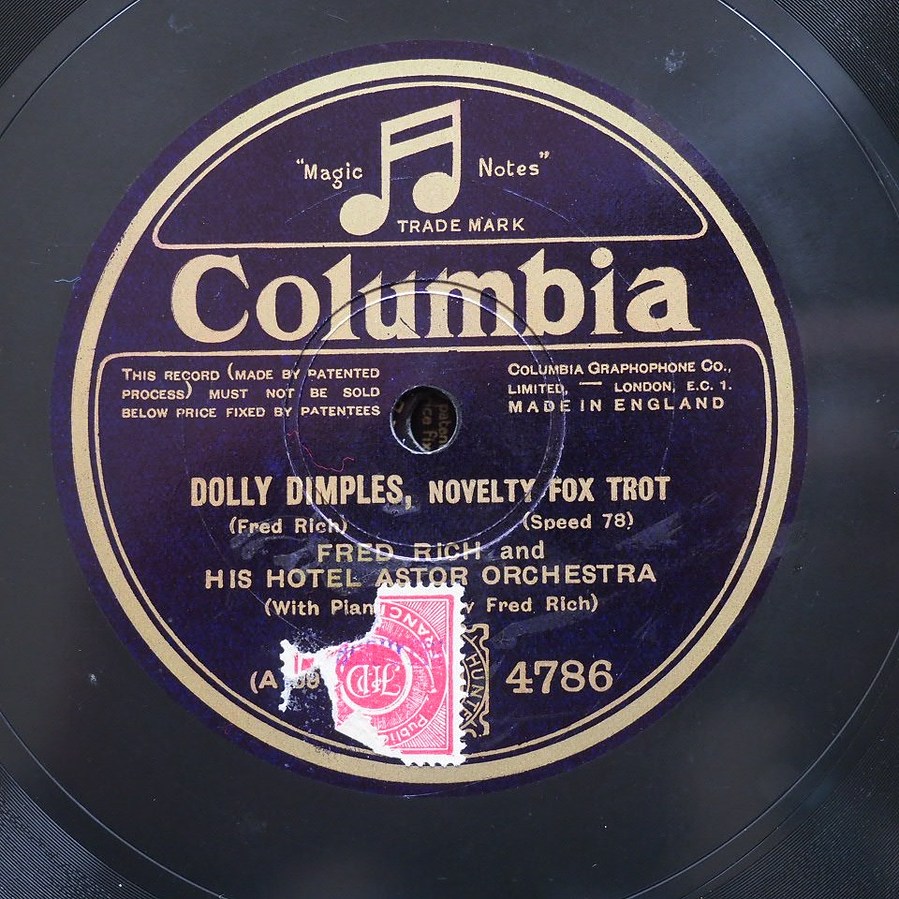 "Magic Notes"
TRADE MARK
Columbia
THIS RECORD (MADE BY PATENTED
PROCESS) MUST NOT BE SOLD
BELOW PRICE FIXED BY PATENTEES
COLUMBIA GRAPHOPHONE CO.,
LIMITED, — LONDON, E.C. 1.
MADE IN ENGLAND
DOLLY DIMPLES, NOVELTY FOX TROT
(Fred Rich) (Speed 78)
FRED RICH and
HIS HOTEL ASTOR ORCHESTRA
(With Fred Rich)
4786